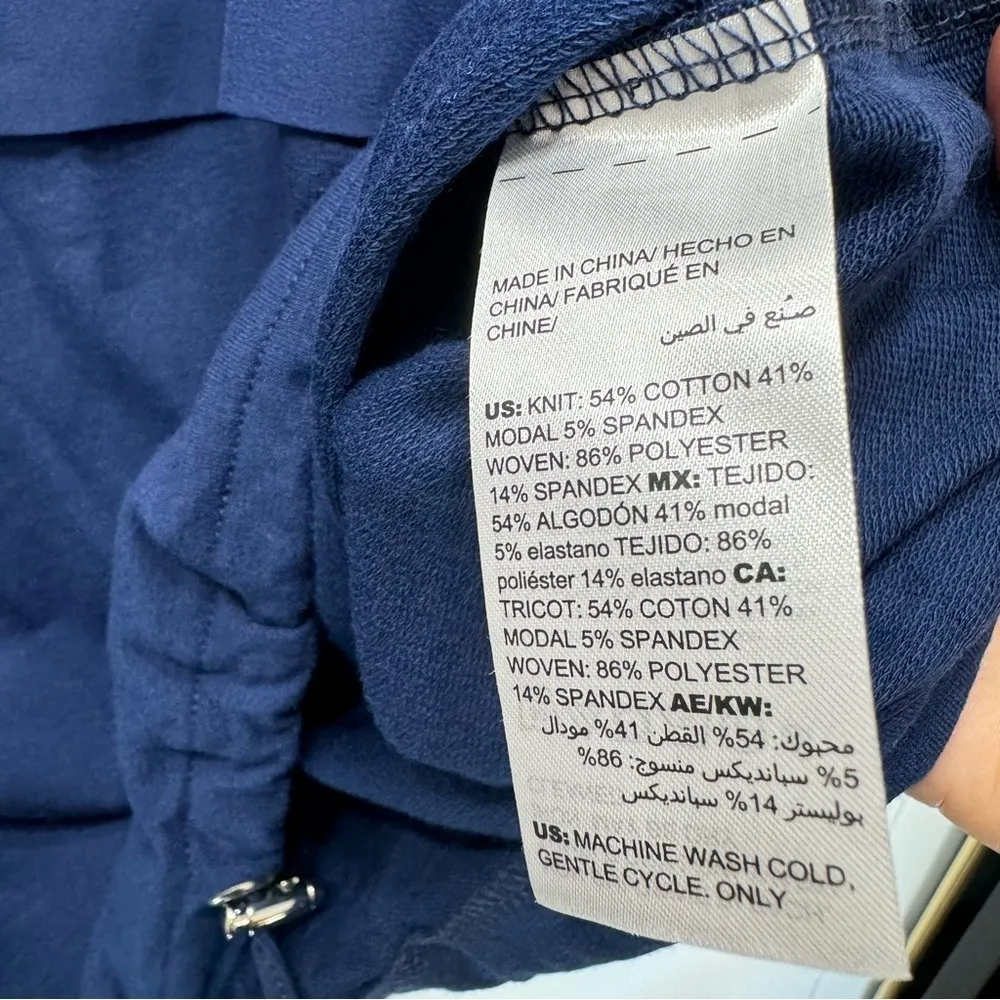 MADE IN CHINA/ HECHO EN
CHINA/ FABRIQUÉ EN
CHINE/
صُنع في الصين
US: KNIT: 54% COTTON 41%
MODAL 5% SPANDEX
WOVEN: 86% POLYESTER
14% SPANDEX MX: TEJIDO:
54% ALGODÓN 41% modal
5% elastano TEJIDO: 86%
poliéster 14% elastano CA:
TRICOT: 54% COTON 41%
MODAL 5% SPANDEX
WOVEN: 86% POLYESTER
14% SPANDEX AE/KW:
محبوك: 54% القطن 41% مودال
5% سبانديكس منسوج: 86%
بوليستر 14% سبانديكس
US: MACHINE WASH COLD,
GENTLE CYCLE. ONLY